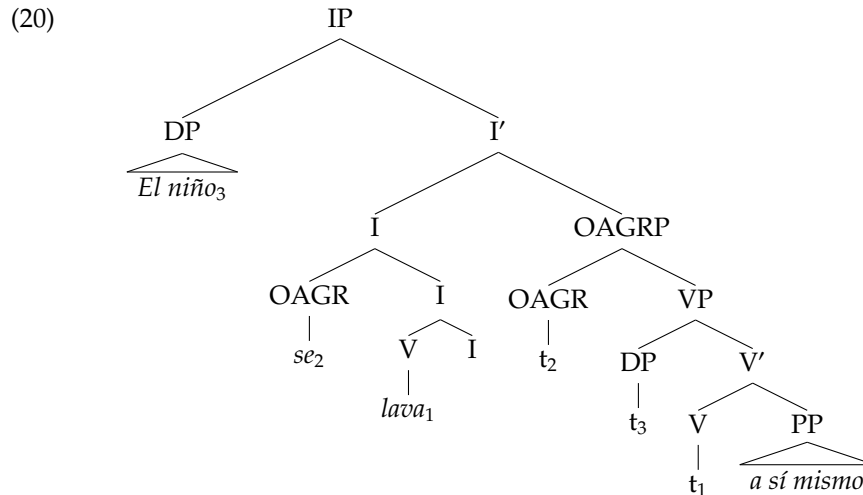 (20) IP
DP I′
El niño₃
I OAGRP
OAGR I OAGR VP
se₂ V I t₂ DP V′
lava₁ t₃ V PP
t₁ a sí mismo